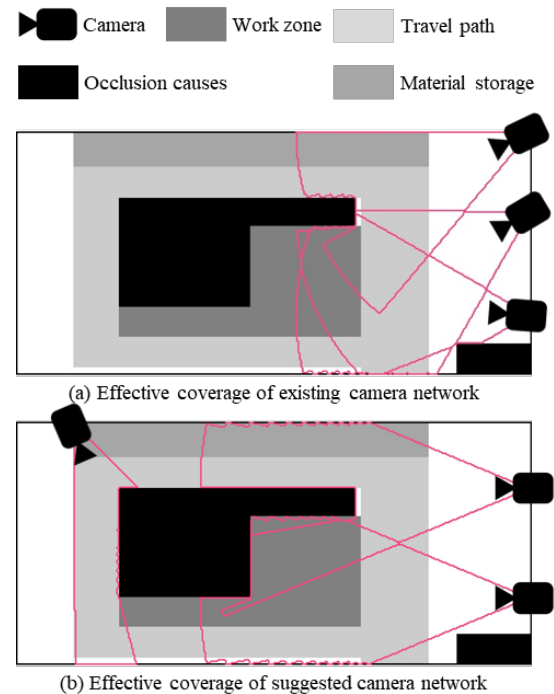 Camera Work zone Travel path
Occlusion causes Material storage
(a) Effective coverage of existing camera network
(b) Effective coverage of suggested camera network